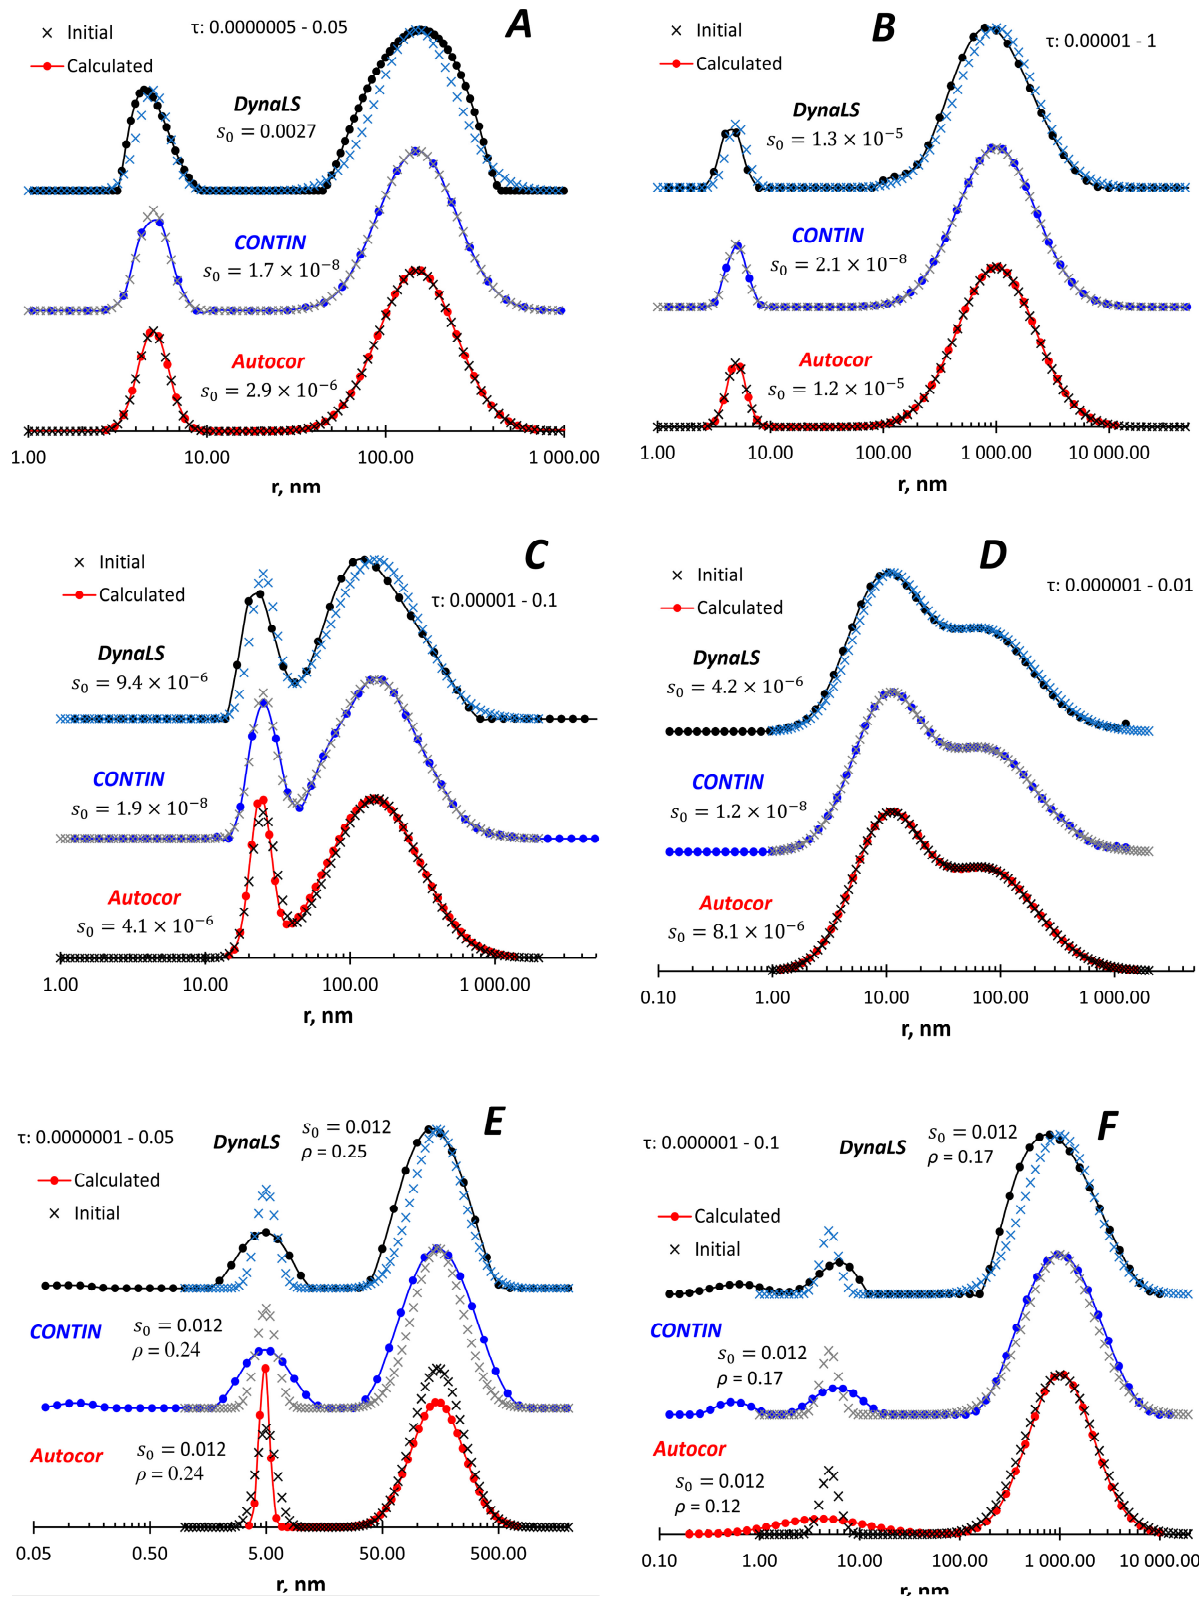 A
× Initial
Calculated
τ: 0.0000005 - 0.05
DynaLS
s₀ = 0.0027
CONTIN
s₀ = 1.7 × 10⁻⁸
Autocor
s₀ = 2.9 × 10⁻⁶
1.00 10.00 100.00 1 000.00
r, nm
B
× Initial
Calculated
τ: 0.00001 - 1
DynaLS
s₀ = 1.3 × 10⁻⁵
CONTIN
s₀ = 2.1 × 10⁻⁸
Autocor
s₀ = 1.2 × 10⁻⁵
1.00 10.00 100.00 1 000.00 10 000.00
r, nm
C
× Initial
Calculated
τ: 0.00001 - 0.1
DynaLS
s₀ = 9.4 × 10⁻⁶
CONTIN
s₀ = 1.9 × 10⁻⁸
Autocor
s₀ = 4.1 × 10⁻⁶
1.00 10.00 100.00 1 000.00
r, nm
D
× Initial
Calculated
τ: 0.000001 - 0.01
DynaLS
s₀ = 4.2 × 10⁻⁶
CONTIN
s₀ = 1.2 × 10⁻⁸
Autocor
s₀ = 8.1 × 10⁻⁶
0.10 1.00 10.00 100.00 1 000.00
r, nm
E
τ: 0.0000001 - 0.05
DynaLS
s₀ = 0.012
ρ = 0.25
Calculated
× Initial
CONTIN
s₀ = 0.012
ρ = 0.24
Autocor
s₀ = 0.012
ρ = 0.24
0.05 0.50 5.00 50.00 500.00
r, nm
F
τ: 0.000001 - 0.1
DynaLS
s₀ = 0.012
ρ = 0.17
Calculated
× Initial
CONTIN
s₀ = 0.012
ρ = 0.17
Autocor
s₀ = 0.012
ρ = 0.12
0.10 1.00 10.00 100.00 1 000.00 10 000.00
r, nm